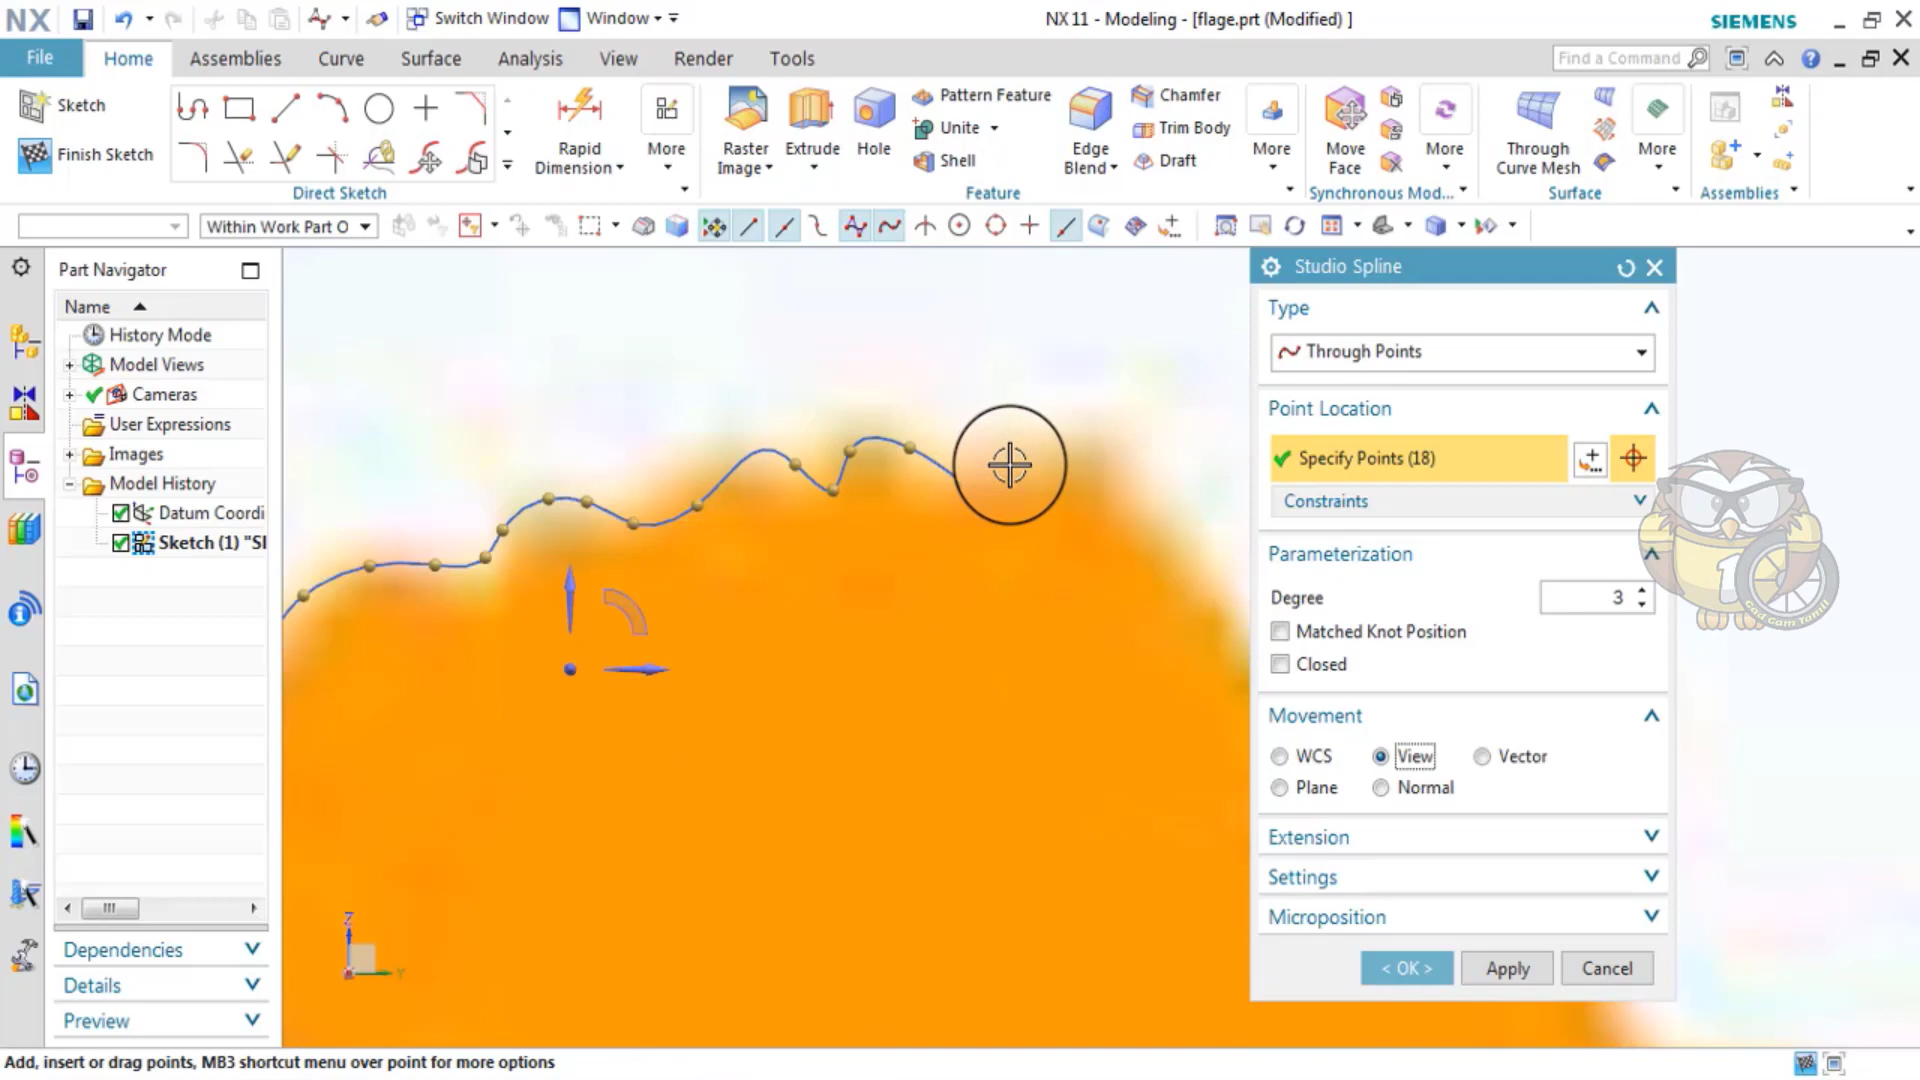 NX Switch Window Window NX 11 - Modeling - [flage.prt (Modified) ] SIEMENS
File Home Assemblies Curve Surface Analysis View Render Tools Find a Command
Sketch
Finish Sketch
Direct Sketch
Rapid Dimension
More
Raster Image
Extrude
Hole
Pattern Feature
Unite
Shell
Edge Blend
Chamfer
Trim Body
Draft
More
Feature
Move Face
More
Synchronous Mod...
Through Curve Mesh
More
Surface
Assemblies
Within Work Part O
Part Navigator
Name
History Mode
Model Views
Cameras
User Expressions
Images
Model History
Datum Coordi
Sketch (1) "SI
Dependencies
Details
Preview
Z
Y
Studio Spline
Type
Through Points
Point Location
Specify Points (18)
Constraints
Parameterization
Degree 3
Matched Knot Position
Closed
Movement
WCS View Vector
Plane Normal
Extension
Settings
Microposition
< OK > Apply Cancel
Cad Cam Tamil
Add, insert or drag points, MB3 shortcut menu over point for more options